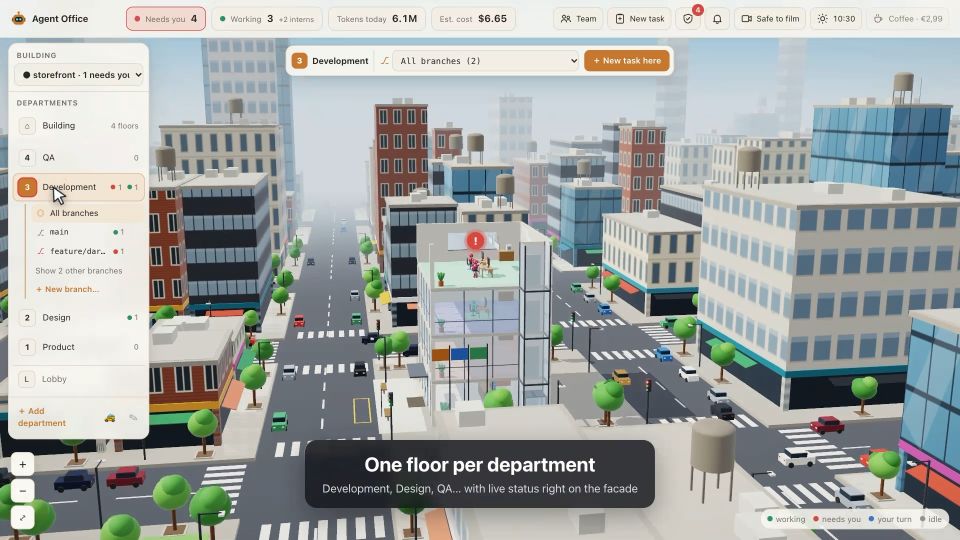 Agent Office
Needs you 4
Working 3 +2 interns
Tokens today 6.1M
Est. cost $6.65
Team
New task
4
Safe to film
10:30
Coffee · €2,99
BUILDING
storefront · 1 needs you
DEPARTMENTS
Building 4 floors
4 QA 0
3 Development 1 1
All branches
main 1
feature/dar… 1
Show 2 other branches
+ New branch…
2 Design 1
1 Product 0
L Lobby
+ Add
department
3 Development All branches (2) + New task here
!
One floor per department
Development, Design, QA... with live status right on the facade
+
−
working needs you your turn idle